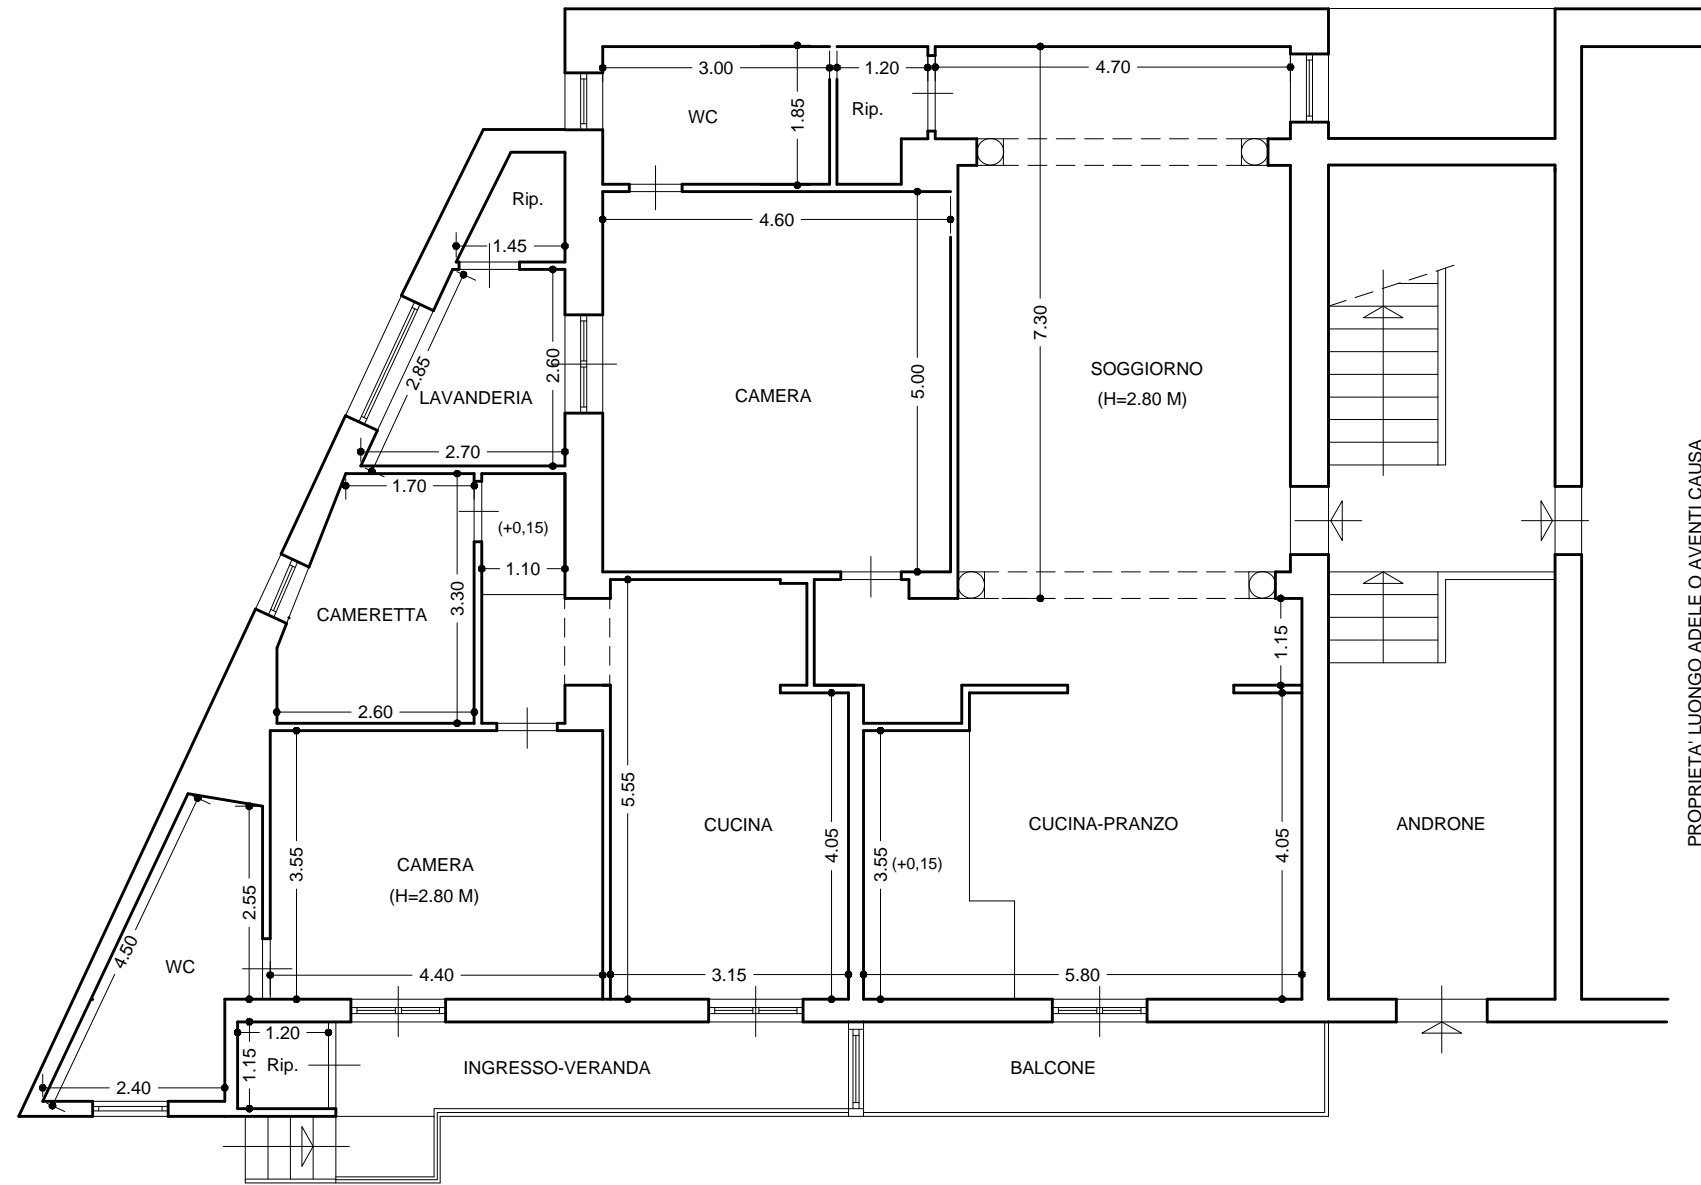 3.00
1.20
4.70
WC
1.85
Rip.
Rip.
4.60
1.45
7.30
2.85
2.60
5.00
SOGGIORNO
(H=2.80 M)
LAVANDERIA
CAMERA
2.70
1.70
(+0,15)
1.10
3.30
CAMERETTA
1.15
2.60
5.55
CUCINA
4.05
CUCINA-PRANZO
4.05
ANDRONE
PROPRIETA' LUONGO ADELE O AVENTI CAUSA
3.55
CAMERA
(H=2.80 M)
3.55
(+0,15)
2.55
4.50
WC
4.40
3.15
5.80
1.20
1.15
Rip.
INGRESSO-VERANDA
BALCONE
2.40